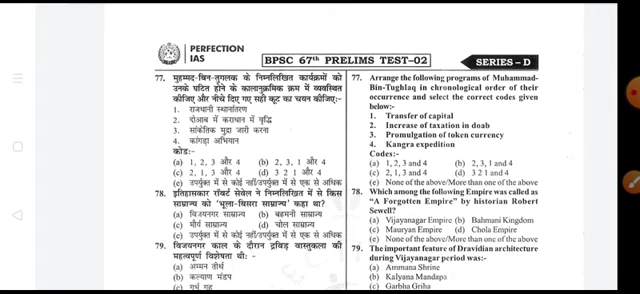 PERFECTION
IAS
BPSC 67th PRELIMS TEST-02
SERIES - D
77. मुहम्मद-बिन-तुगलक के निम्नलिखित कार्यक्रमों को
उनके घटित होने के कालानुक्रमिक क्रम में व्यवस्थित
कीजिए और नीचे दिए गए सही कूट का चयन कीजिए:-
1. राजधानी स्थानांतरण
2. दोआब में कराधान में वृद्धि
3. सांकेतिक मुद्रा जारी करना
4. कांगड़ा अभियान
कोड:-
(a) 1, 2, 3 और 4 (b) 2, 3, 1 और 4
(c) 2, 1, 3 और 4 (d) 3 2 1 और 4
(e) उपर्युक्त में से कोई नहीं/उपर्युक्त में से एक से अधिक
78. इतिहासकार रॉबर्ट सेवेल ने निम्नलिखित में से किस
साम्राज्य को 'भूला-बिसरा साम्राज्य' कहा था?
(a) विजयनगर साम्राज्य (b) बहमनी साम्राज्य
(c) मौर्य साम्राज्य (d) चोल साम्राज्य
(e) उपर्युक्त में से कोई नहीं/उपर्युक्त में से एक से अधिक
79. विजयनगर काल के दौरान द्रविड़ वास्तुकला की
महत्वपूर्ण विशेषता थी: -
(a) अम्मन तीर्थ
(b) कल्याण मंडप
(c) गर्भ गृह
77. Arrange the following programs of Muhammad-
Bin-Tughlaq in chronological order of their
occurrence and select the correct codes given
below:-
1. Transfer of capital
2. Increase of taxation in doab
3. Promulgation of token currency
4. Kangra expedition
Codes:-
(a) 1,2,3 and 4 (b) 2, 3,1 and 4
(c) 2,1,3 and 4 (d) 3 2 1 and 4
(e) None of the above/More than one of the above
78. Which among the following Empire was called as
"A Forgotten Empire" by historian Robert
Sewell?
(a) Vijayanagar Empire (b) Bahmani Kingdom
(c) Mauryan Empire (d) Chola Empire
(e) None of the above/More than one of the above
79. The important feature of Dravidian architecture
during Vijayanagar period was:-
(a) Ammana Shrine
(b) Kalyana Mandapa
(c) Garbha Griha